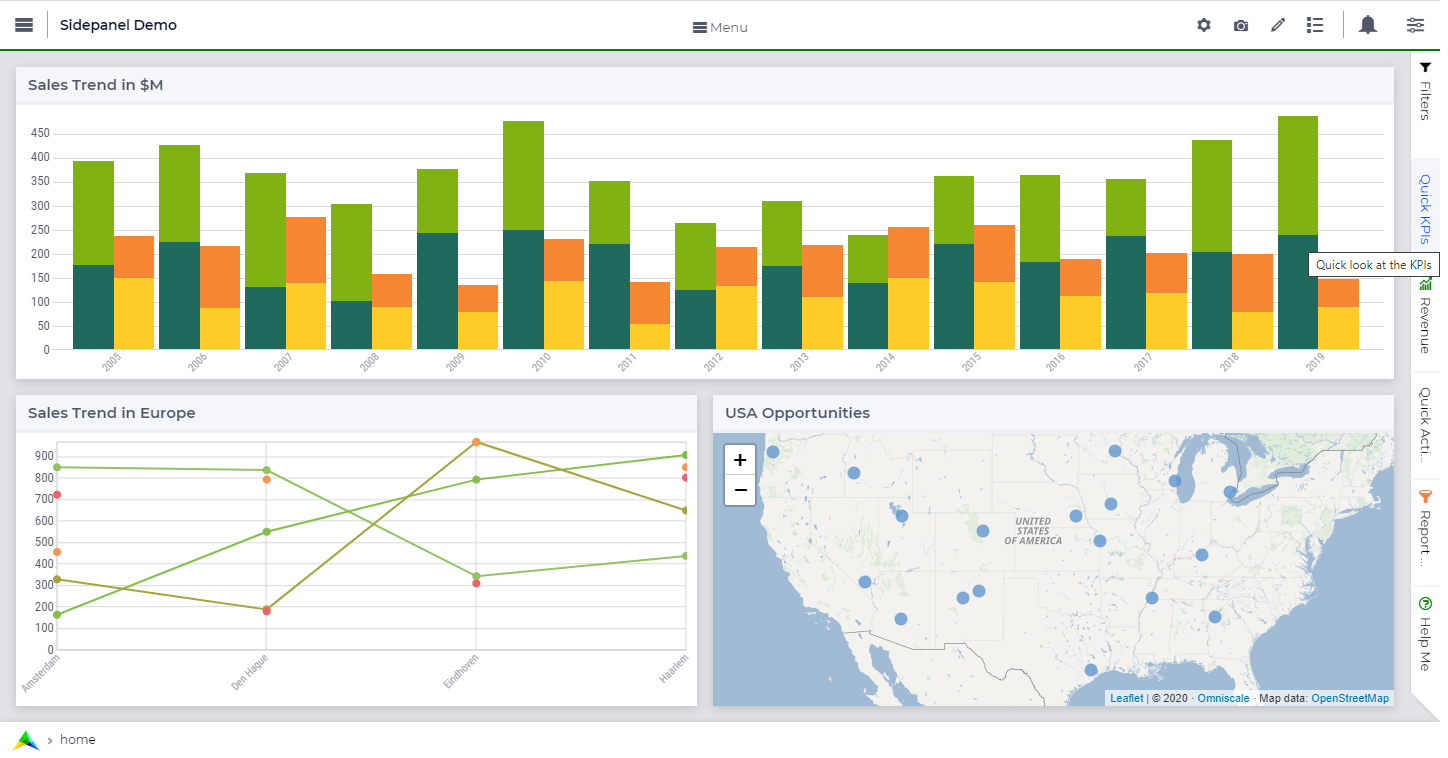 Sidepanel Demo
Menu
Sales Trend in $M
450
400
350
300
250
200
150
100
50
0
2005
2006
2007
2008
2009
2010
2011
2012
2013
2014
2015
2016
2017
2018
2019
Filters
Quick KPIs
Quick look at the KPIs
Revenue
Quick Acti...
Report ...
Help Me
Sales Trend in Europe
900
800
700
600
500
400
300
200
100
0
Amsterdam
Den Hague
Eindhoven
Haarlem
USA Opportunities
+
−
UNITED
STATES
OF AMERICA
Leaflet | © 2020 · Omniscale · Map data: OpenStreetMap
home